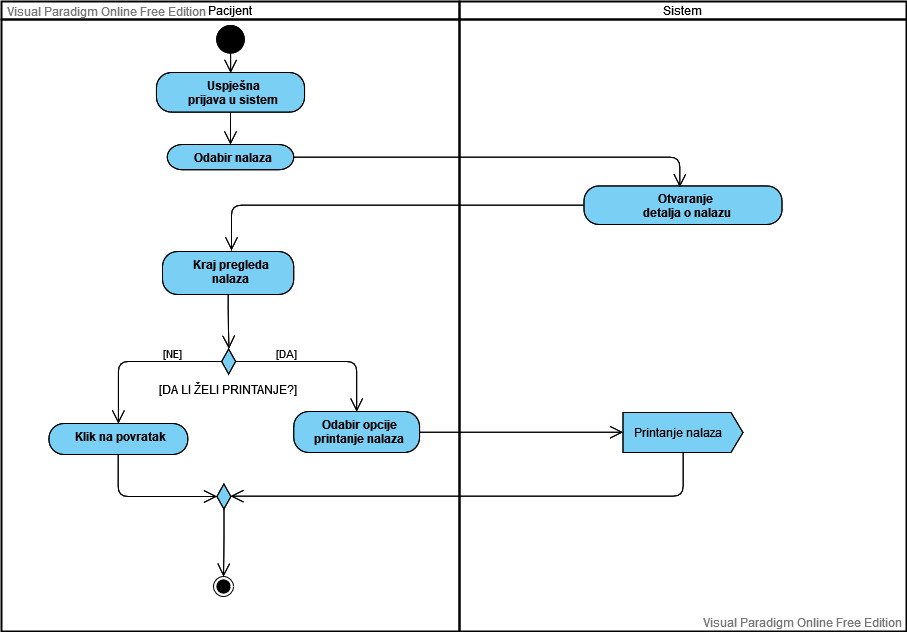 Visual Paradigm Online Free Edition
Pacijent
Sistem
Uspješna
prijava u sistem
Odabir nalaza
Otvaranje
detalja o nalazu
Kraj pregleda
nalaza
[NE]
[DA]
[DA LI ŽELI PRINTANJE?]
Klik na povratak
Odabir opcije
printanje nalaza
Printanje nalaza
Visual Paradigm Online Free Edition